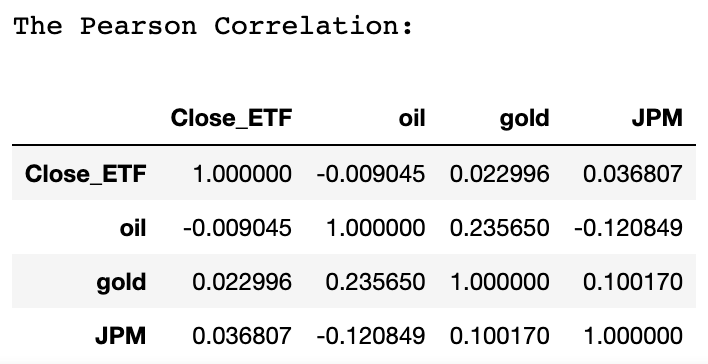 The Pearson Correlation:
Close_ETF oil gold JPM
Close_ETF 1.000000 -0.009045 0.022996 0.036807
oil -0.009045 1.000000 0.235650 -0.120849
gold 0.022996 0.235650 1.000000 0.100170
JPM 0.036807 -0.120849 0.100170 1.000000